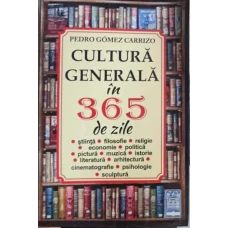 PEDRO GÓMEZ CARRIZO
CULTURĂ
GENERALĂ
în
365
de zile
• știință • filosofie • religie
economie • politică
• pictură • muzică • istorie
• literatură • arhitectură •
cinematografie • psihologie
• sculptură